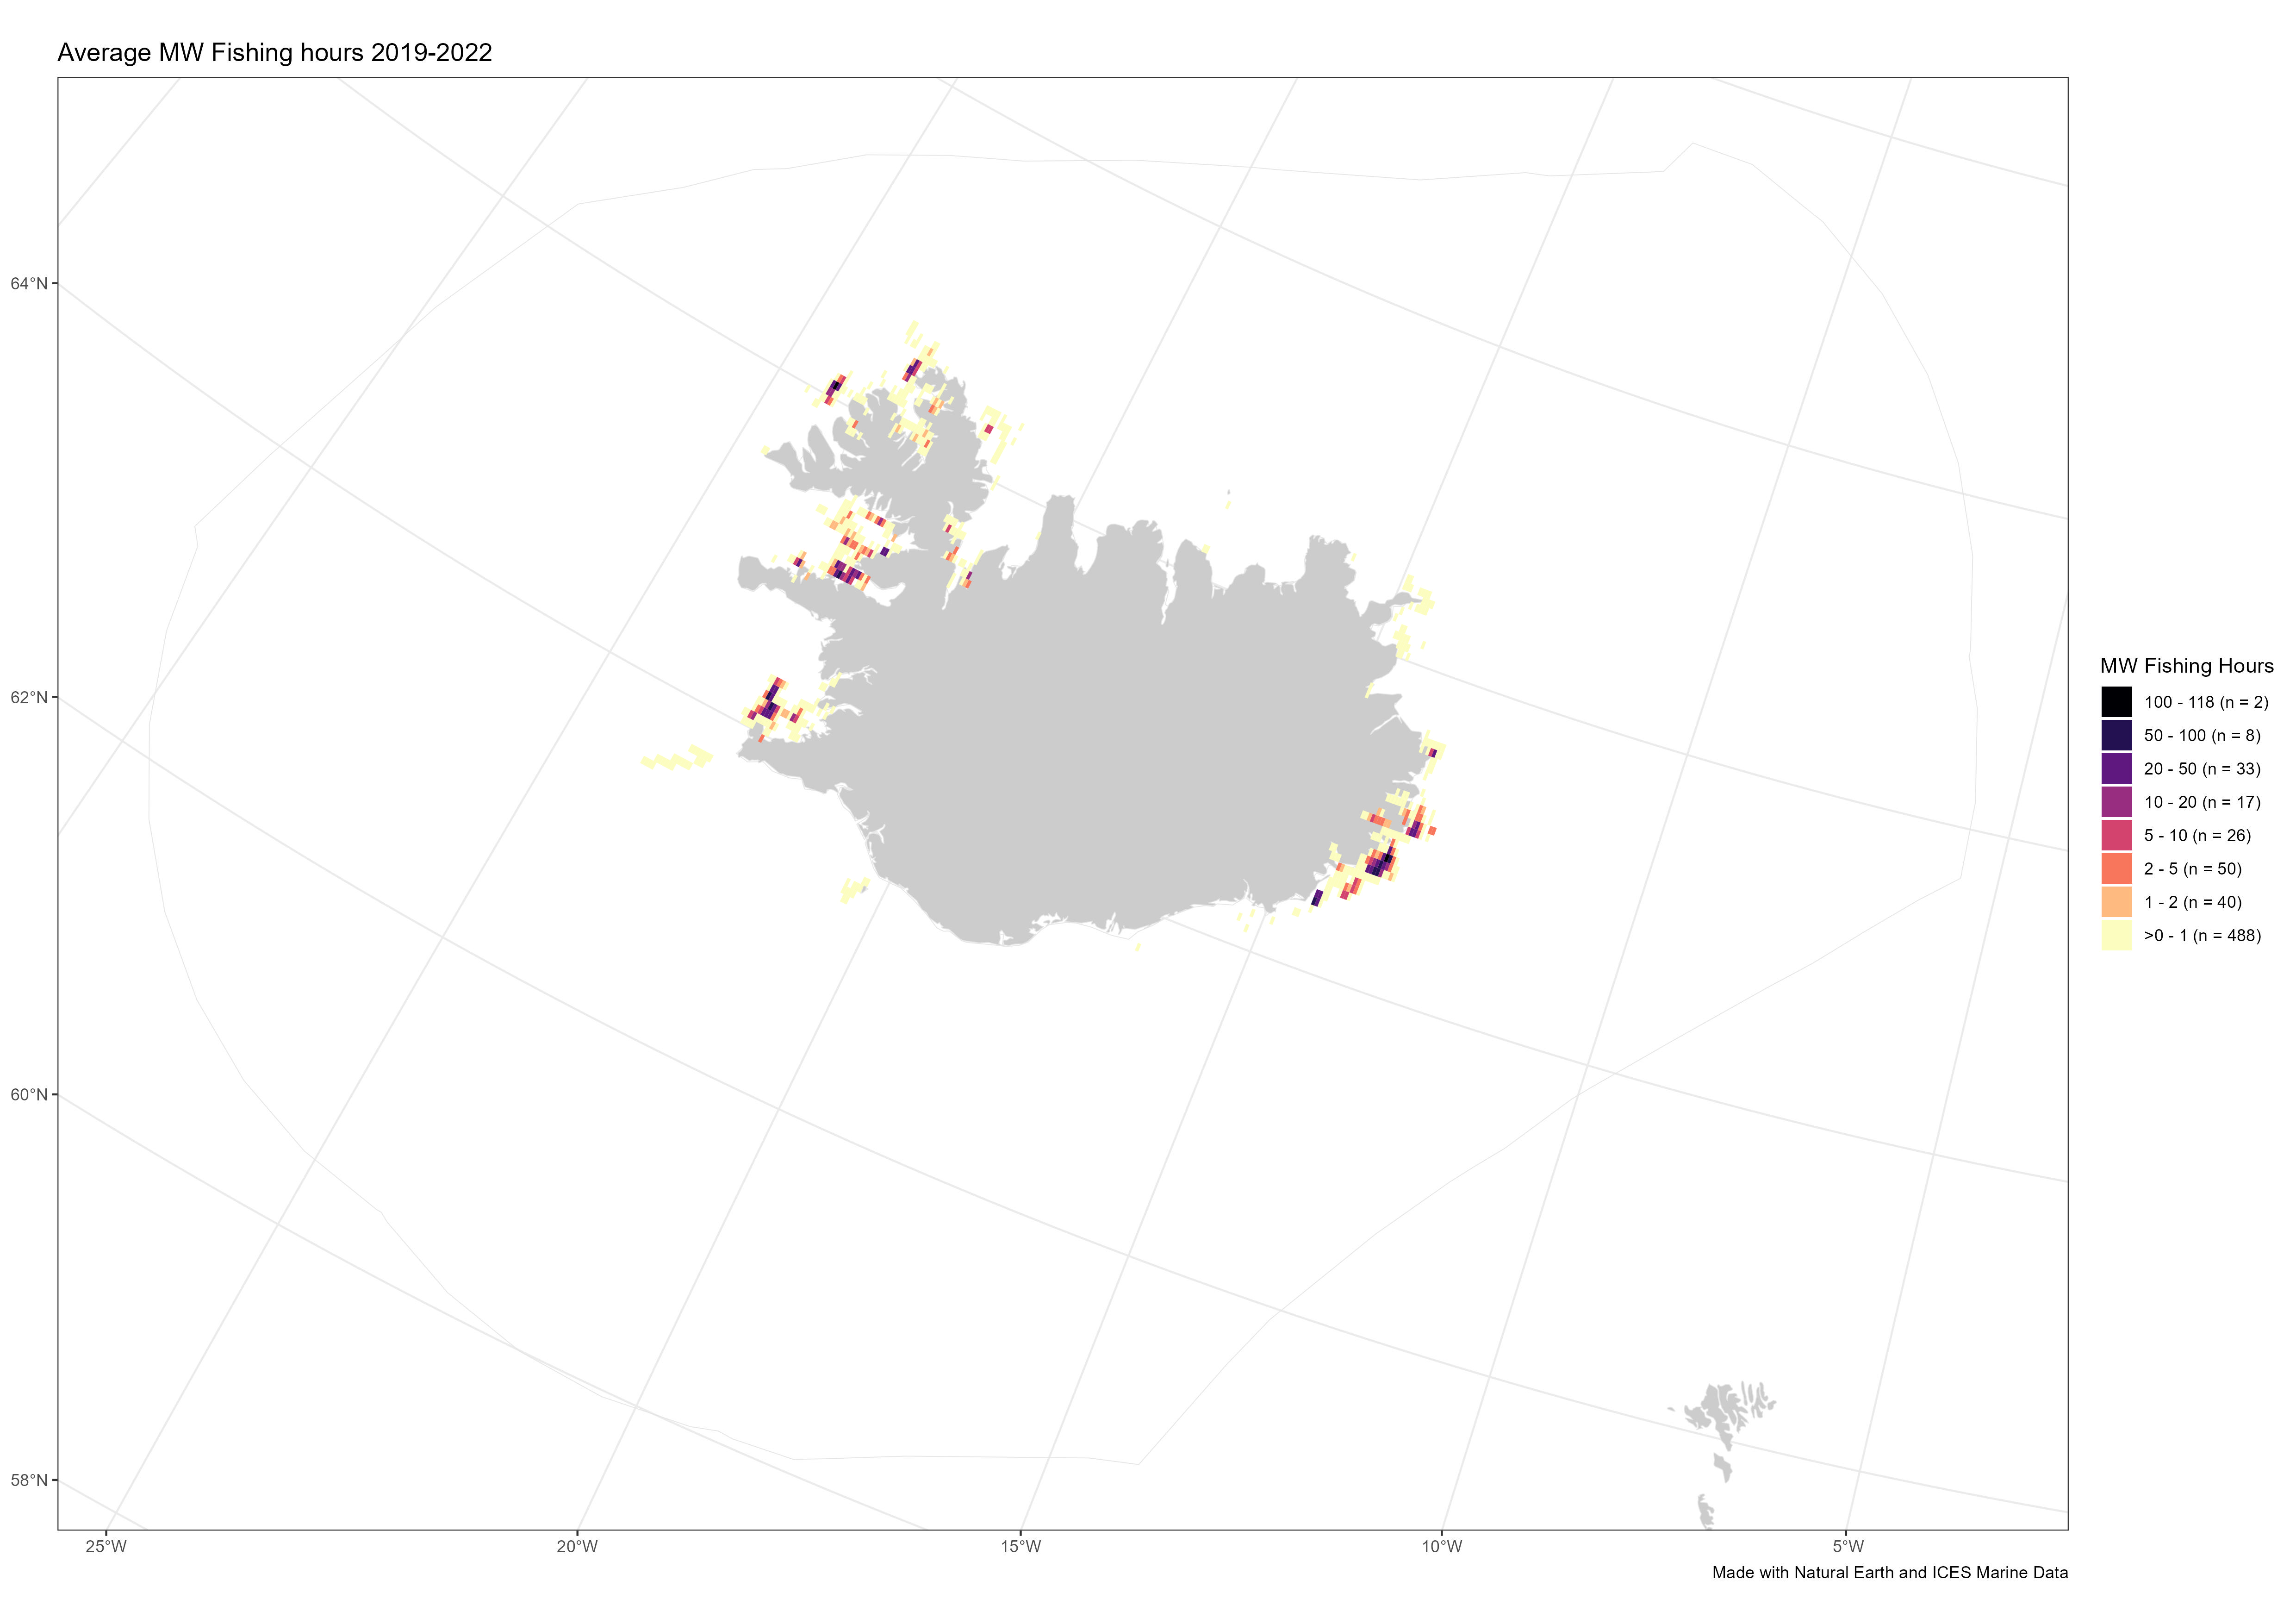 Average MW Fishing hours 2019-2022
64°N
62°N
60°N
58°N
25°W
20°W
15°W
10°W
5°W
MW Fishing Hours
100 - 118 (n = 2)
50 - 100 (n = 8)
20 - 50 (n = 33)
10 - 20 (n = 17)
5 - 10 (n = 26)
2 - 5 (n = 50)
1 - 2 (n = 40)
>0 - 1 (n = 488)
Made with Natural Earth and ICES Marine Data